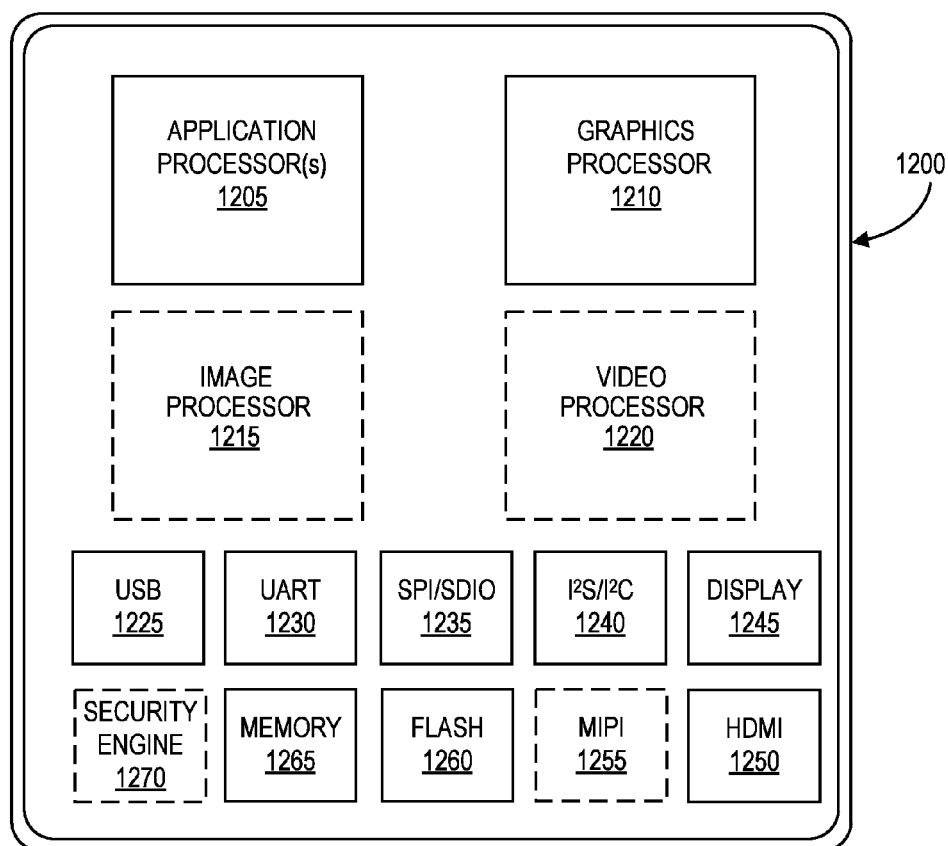 APPLICATION
PROCESSOR(s)
1205
GRAPHICS
PROCESSOR
1210
1200
IMAGE
PROCESSOR
1215
VIDEO
PROCESSOR
1220
USB
1225
UART
1230
SPI/SDIO
1235
I²S/I²C
1240
DISPLAY
1245
SECURITY
ENGINE
1270
MEMORY
1265
FLASH
1260
MIPI
1255
HDMI
1250